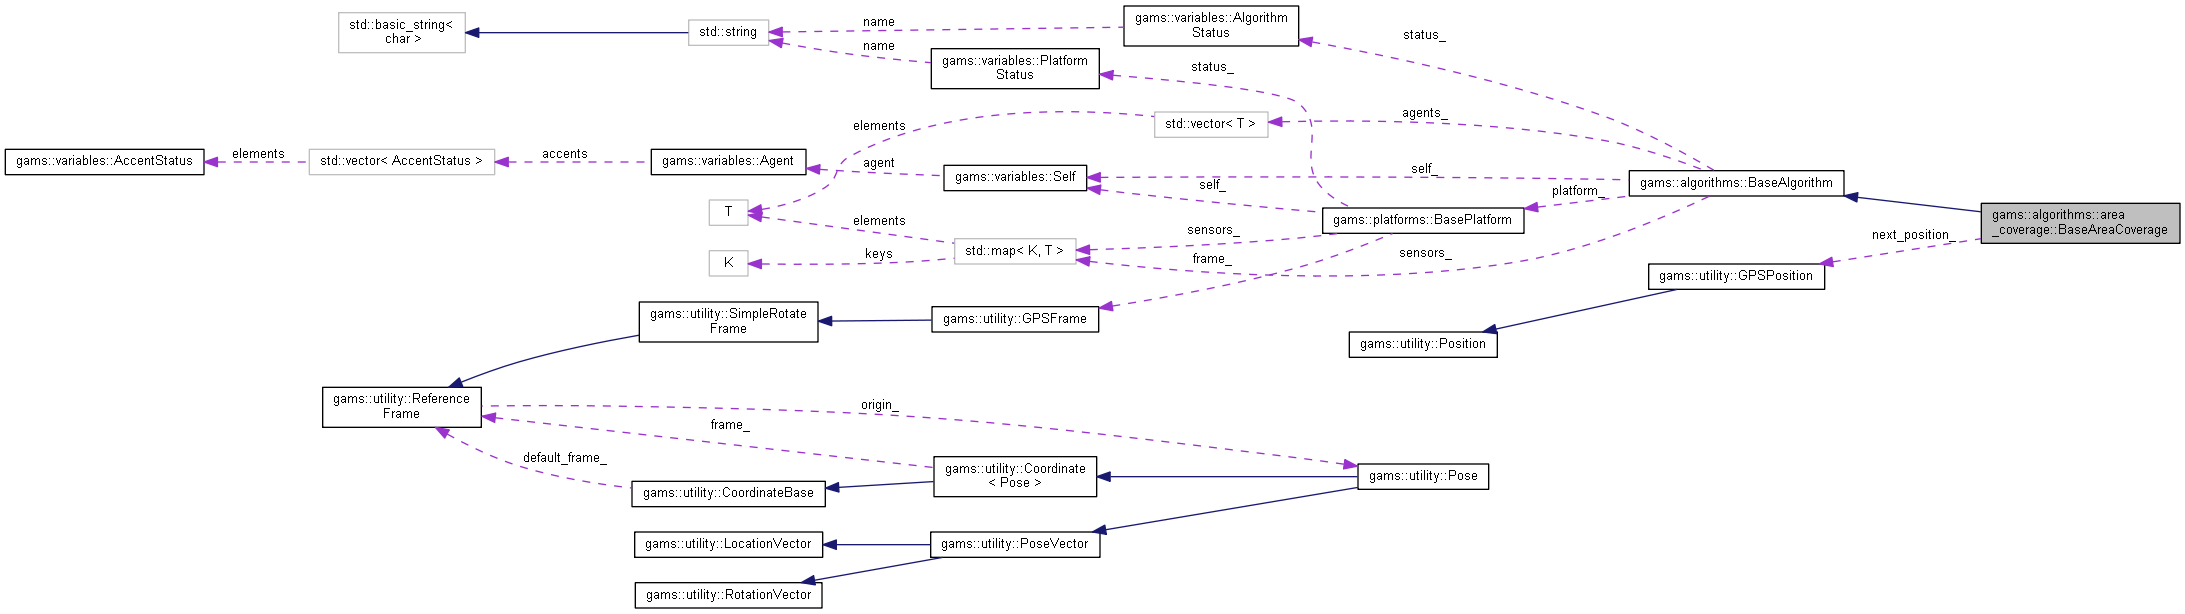 std::basic_string<
char >
std::string
name
name
gams::variables::Algorithm
Status
gams::variables::Platform
Status
status_
status_
elements
std::vector< T >
agents_
gams::variables::AccentStatus
elements
std::vector< AccentStatus >
accents
gams::variables::Agent
agent
gams::variables::Self
self_
self_
platform_
gams::algorithms::BaseAlgorithm
T
elements
gams::platforms::BasePlatform
gams::algorithms::area
_coverage::BaseAreaCoverage
next_position_
std::map< K, T >
sensors_
sensors_
K
keys
frame_
gams::utility::GPSPosition
gams::utility::SimpleRotate
Frame
gams::utility::GPSFrame
gams::utility::Position
gams::utility::Reference
Frame
origin_
frame_
default_frame_
gams::utility::Coordinate
< Pose >
gams::utility::Pose
gams::utility::CoordinateBase
gams::utility::LocationVector
gams::utility::PoseVector
gams::utility::RotationVector